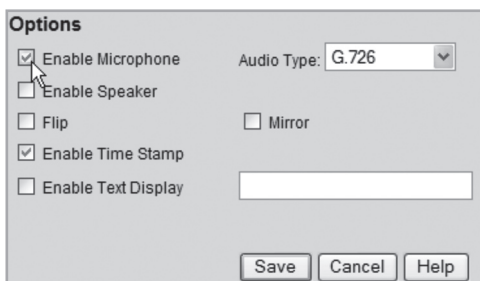 Options
Enable Microphone Audio Type: G.726
Enable Speaker
Flip Mirror
Enable Time Stamp
Enable Text Display
Save Cancel Help